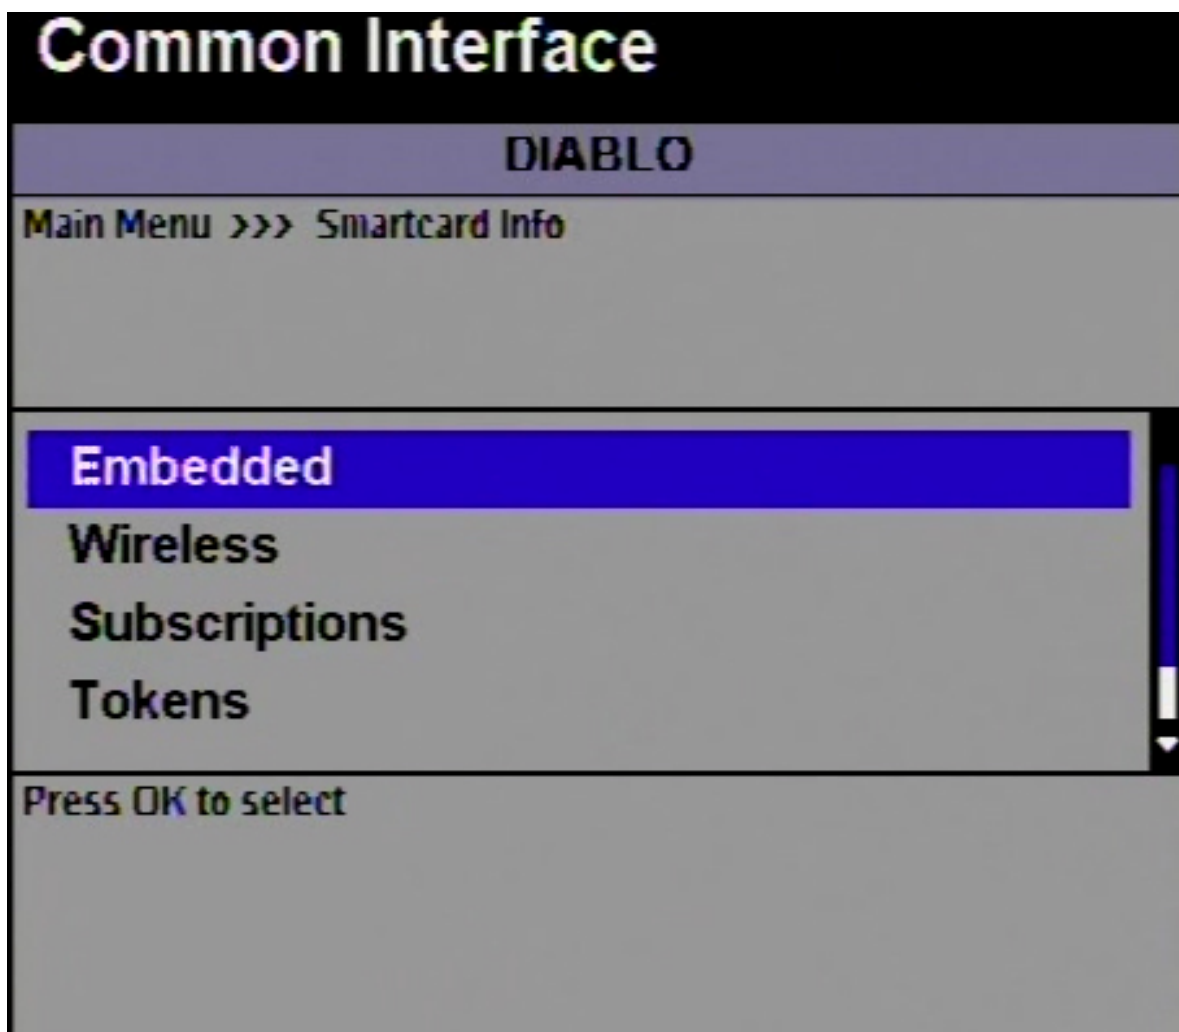 Common Interface
DIABLO
Main Menu >>> Smartcard Info
Embedded
Wireless
Subscriptions
Tokens
Press OK to select